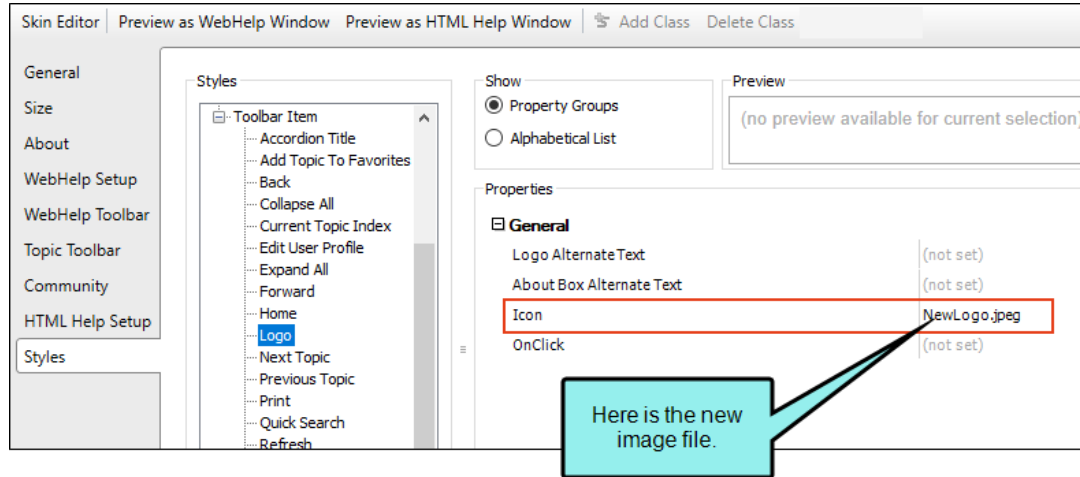 Skin Editor Preview as WebHelp Window Preview as HTML Help Window Add Class Delete Class
General
Size
About
WebHelp Setup
WebHelp Toolbar
Topic Toolbar
Community
HTML Help Setup
Styles
Styles
Toolbar Item
Accordion Title
Add Topic To Favorites
Back
Collapse All
Current Topic Index
Edit User Profile
Expand All
Forward
Home
Logo
Next Topic
Previous Topic
Print
Quick Search
Refresh
Show
Property Groups
Alphabetical List
Preview
(no preview available for current selection)
Properties
General
Logo Alternate Text (not set)
About Box Alternate Text (not set)
Icon NewLogo.jpeg
OnClick (not set)
Here is the new
image file.